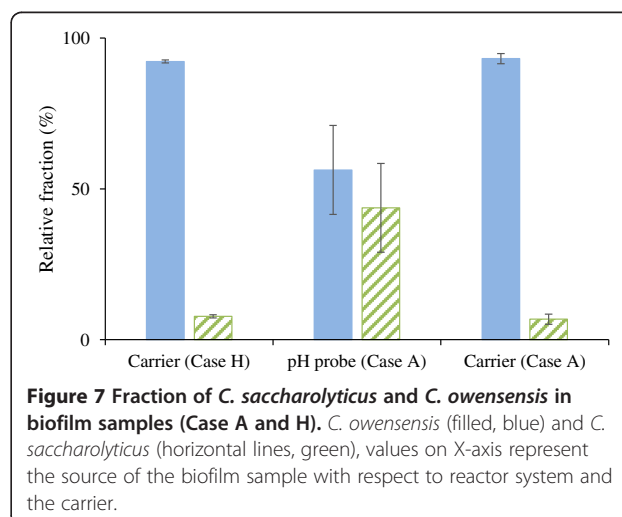 100
50
0
Relative fraction (%)
Carrier (Case H) pH probe (Case A) Carrier (Case A)
Figure 7 Fraction of C. saccharolyticus and C. owensensis in
biofilm samples (Case A and H). C. owensensis (filled, blue) and C.
saccharolyticus (horizontal lines, green), values on X-axis represent
the source of the biofilm sample with respect to reactor system and
the carrier.